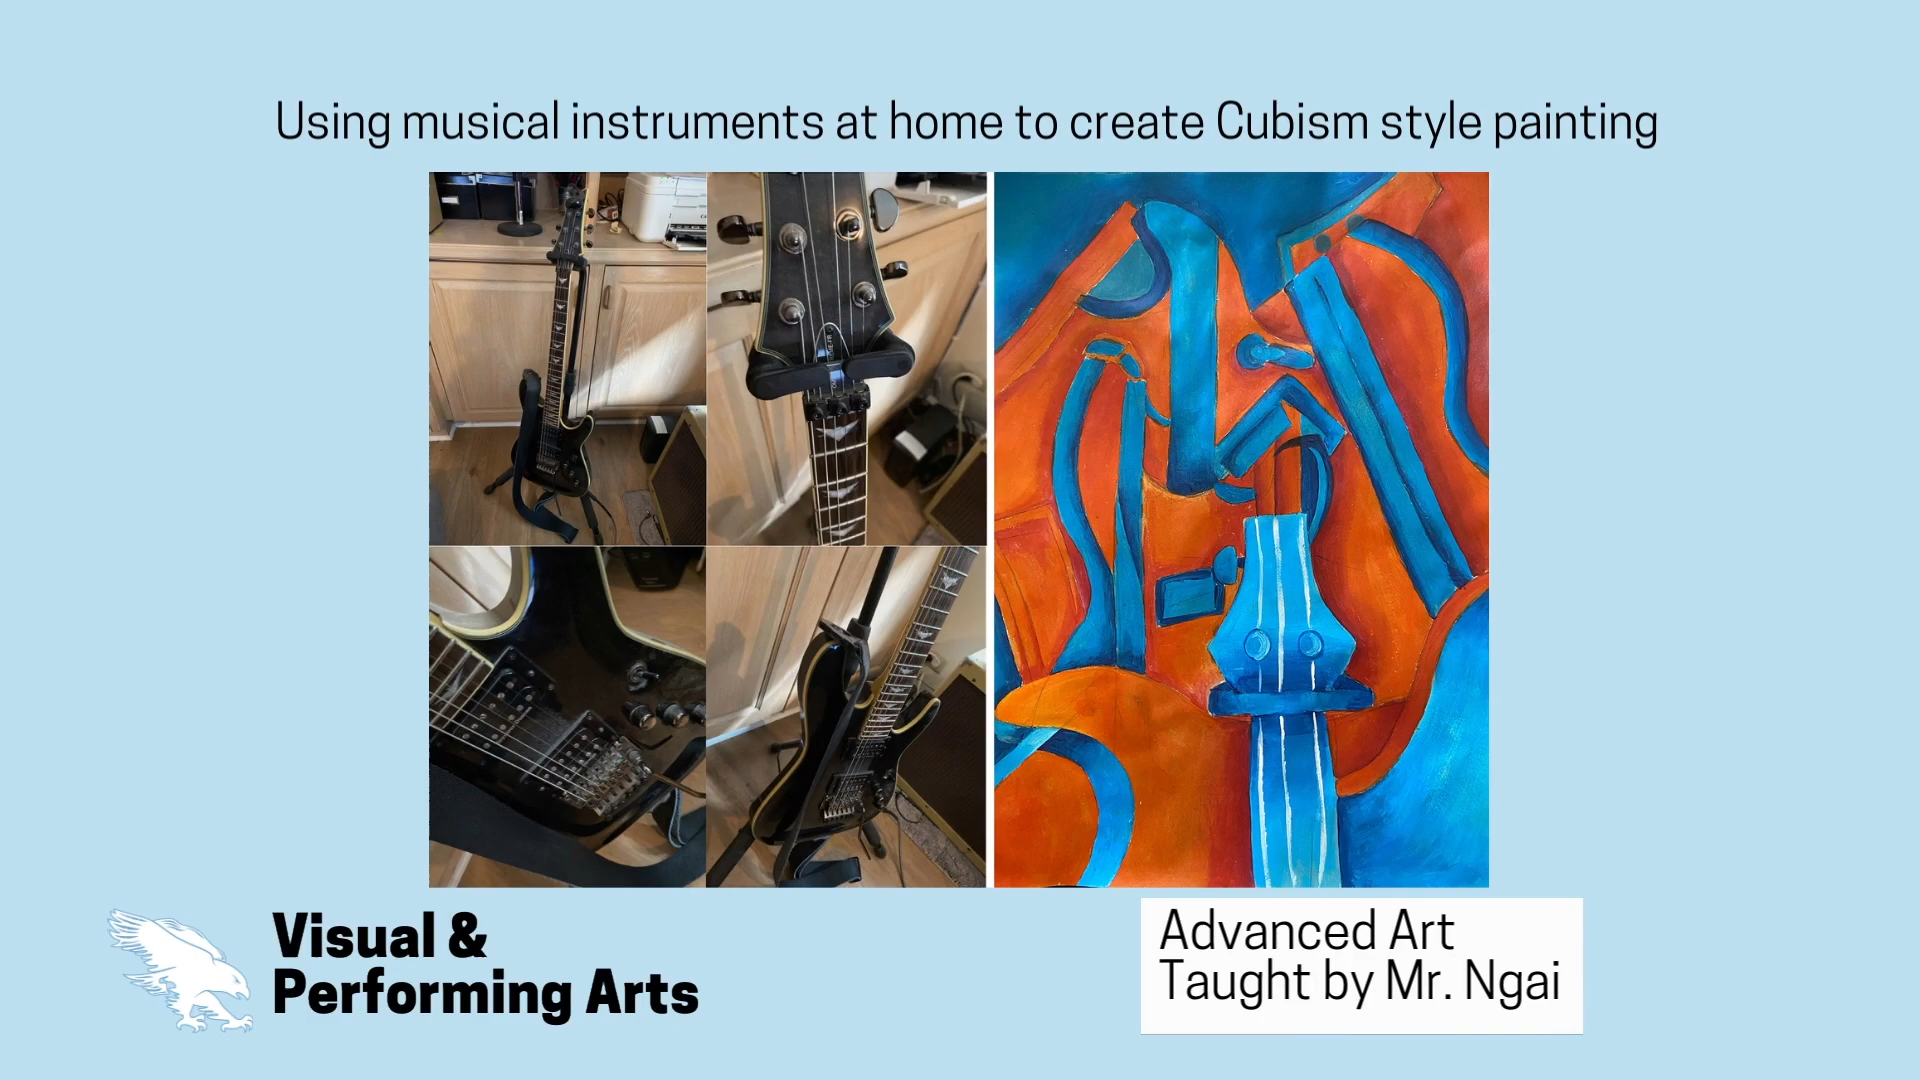 Using musical instruments at home to create Cubism style painting
Visual &
Performing Arts
Advanced Art
Taught by Mr. Ngai